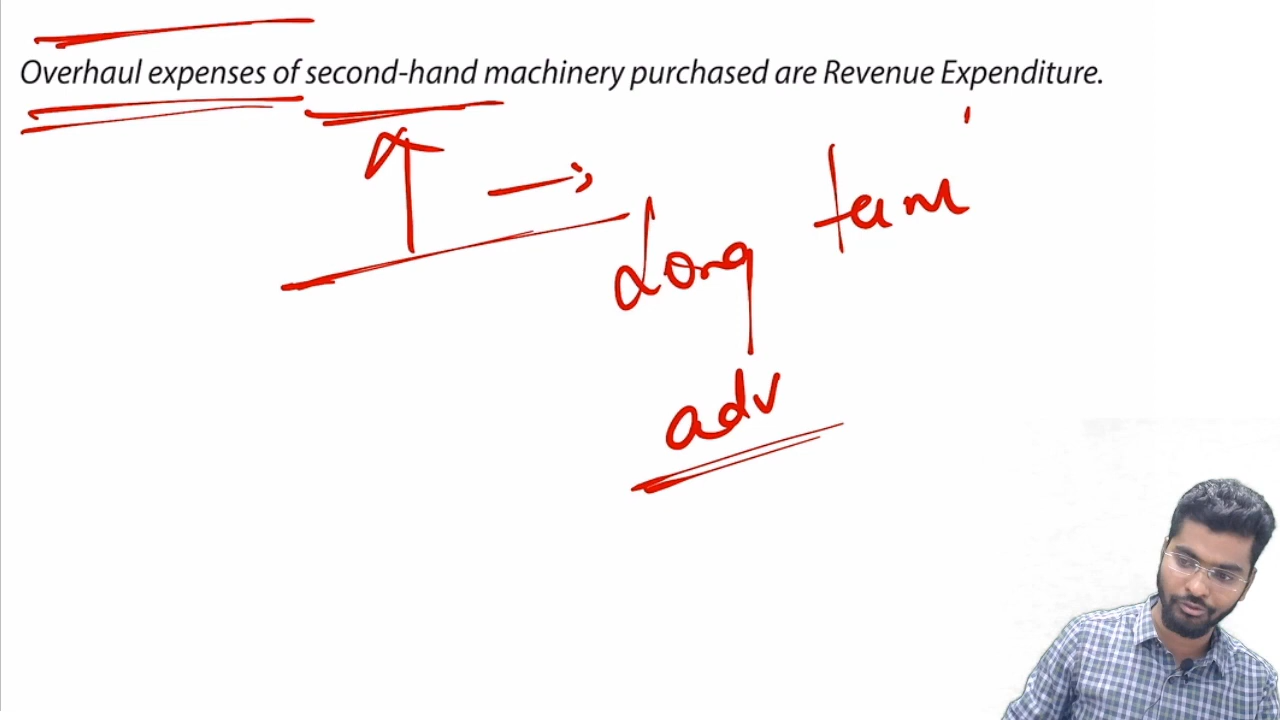 Overhaul expenses of second-hand machinery purchased are Revenue Expenditure.
Long term
adv